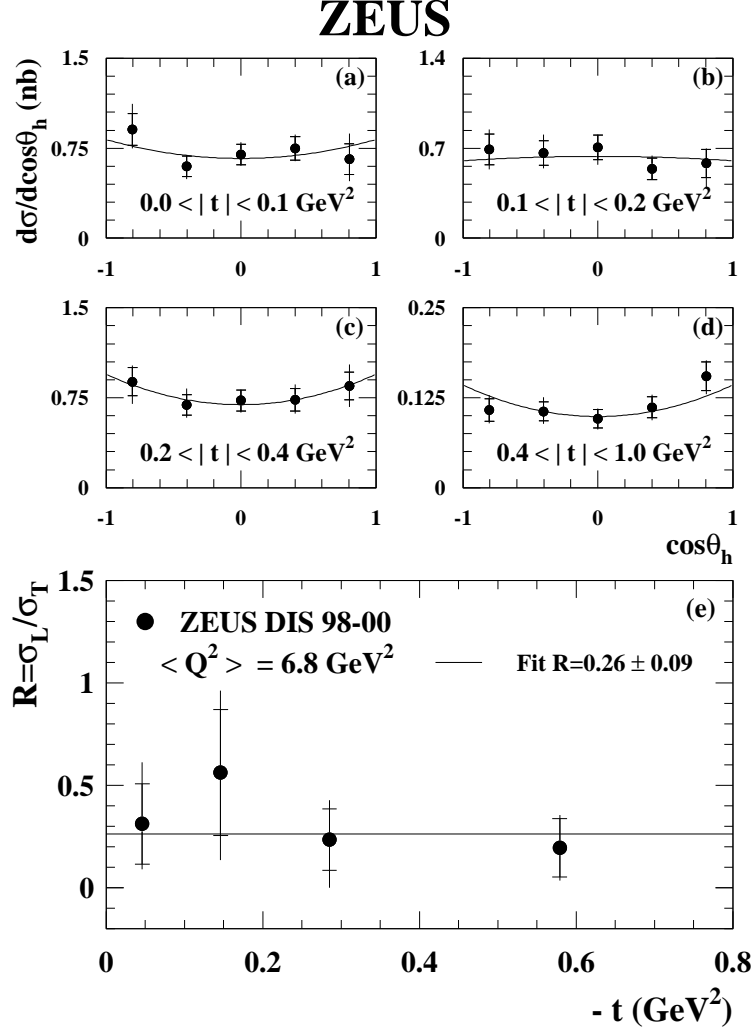 ZEUS
dσ/dcosθh (nb)
1.5
0.75
0
(a)
0.0 < | t | < 0.1 GeV²
-1 0 1
1.4
0.7
0
(b)
0.1 < | t | < 0.2 GeV²
-1 0 1
1.5
0.75
0
(c)
0.2 < | t | < 0.4 GeV²
-1 0 1
0.25
0.125
0
(d)
0.4 < | t | < 1.0 GeV²
-1 0 1
cosθh
R=σL/σT
1.5
1
0.5
0
(e)
ZEUS DIS 98-00
< Q² > = 6.8 GeV²
Fit R=0.26 ± 0.09
0 0.2 0.4 0.6 0.8
- t (GeV²)